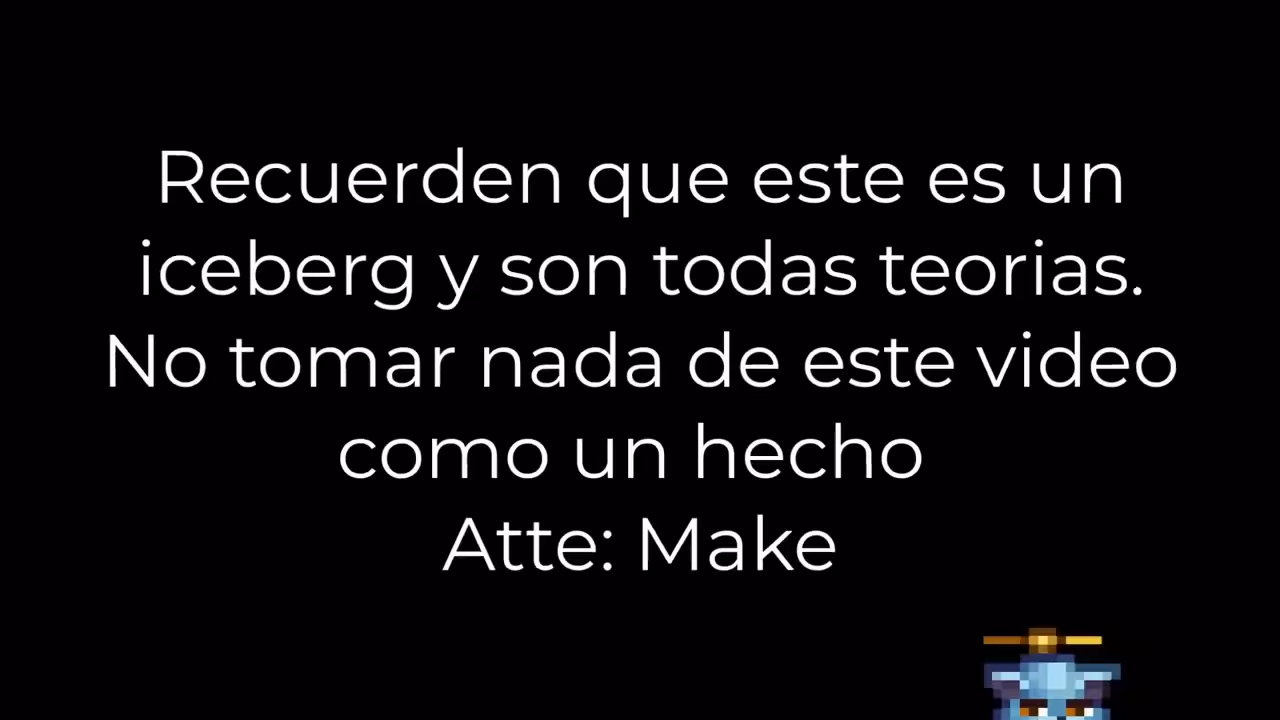 Recuerden que este es un
iceberg y son todas teorias.
No tomar nada de este video
como un hecho
Atte: Make